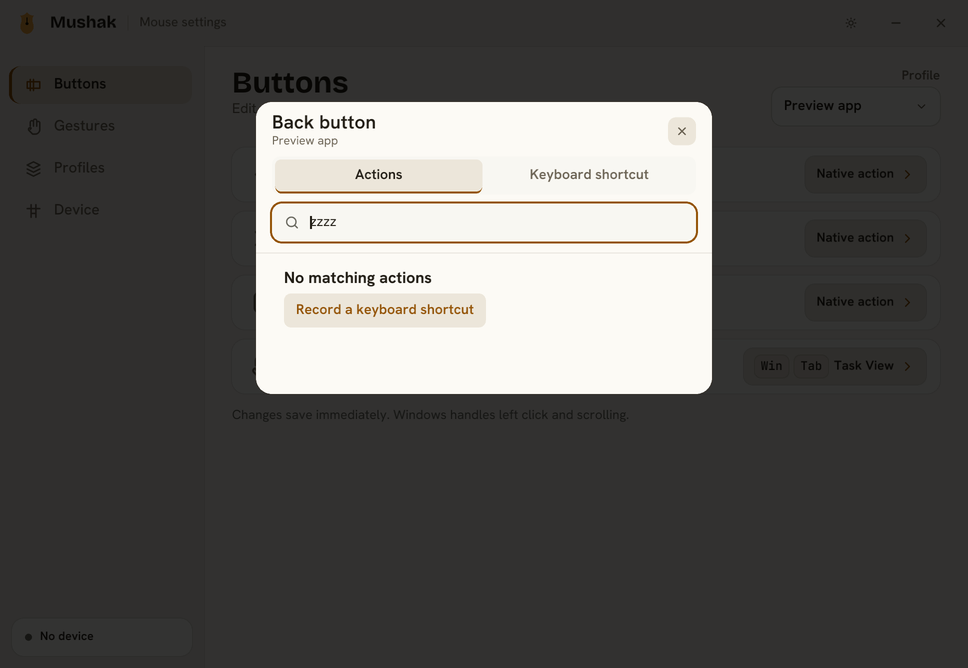 Mushak
Mouse settings
Buttons
Gestures
Profiles
Device
No device
Buttons
Edit
Profile
Preview app
Native action
Native action
Native action
Win Tab Task View
Changes save immediately. Windows handles left click and scrolling.
Back button
Preview app
Actions
Keyboard shortcut
zzzz
No matching actions
Record a keyboard shortcut